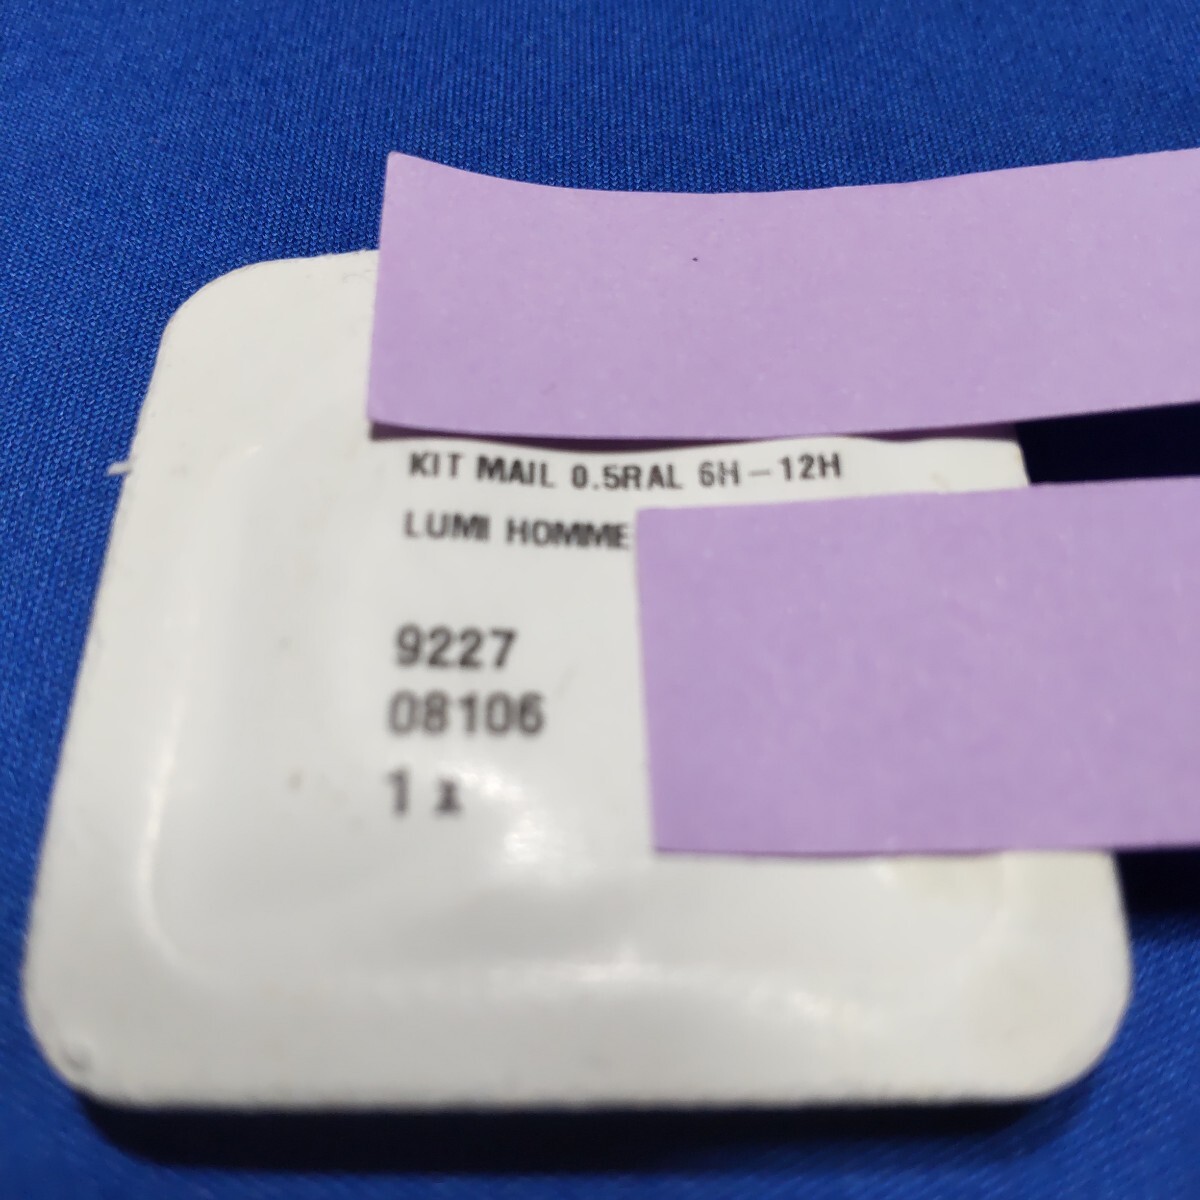 KIT MAIL 0.5RAL 6H-12H
LUMI HOMME
9227
08106
1 x